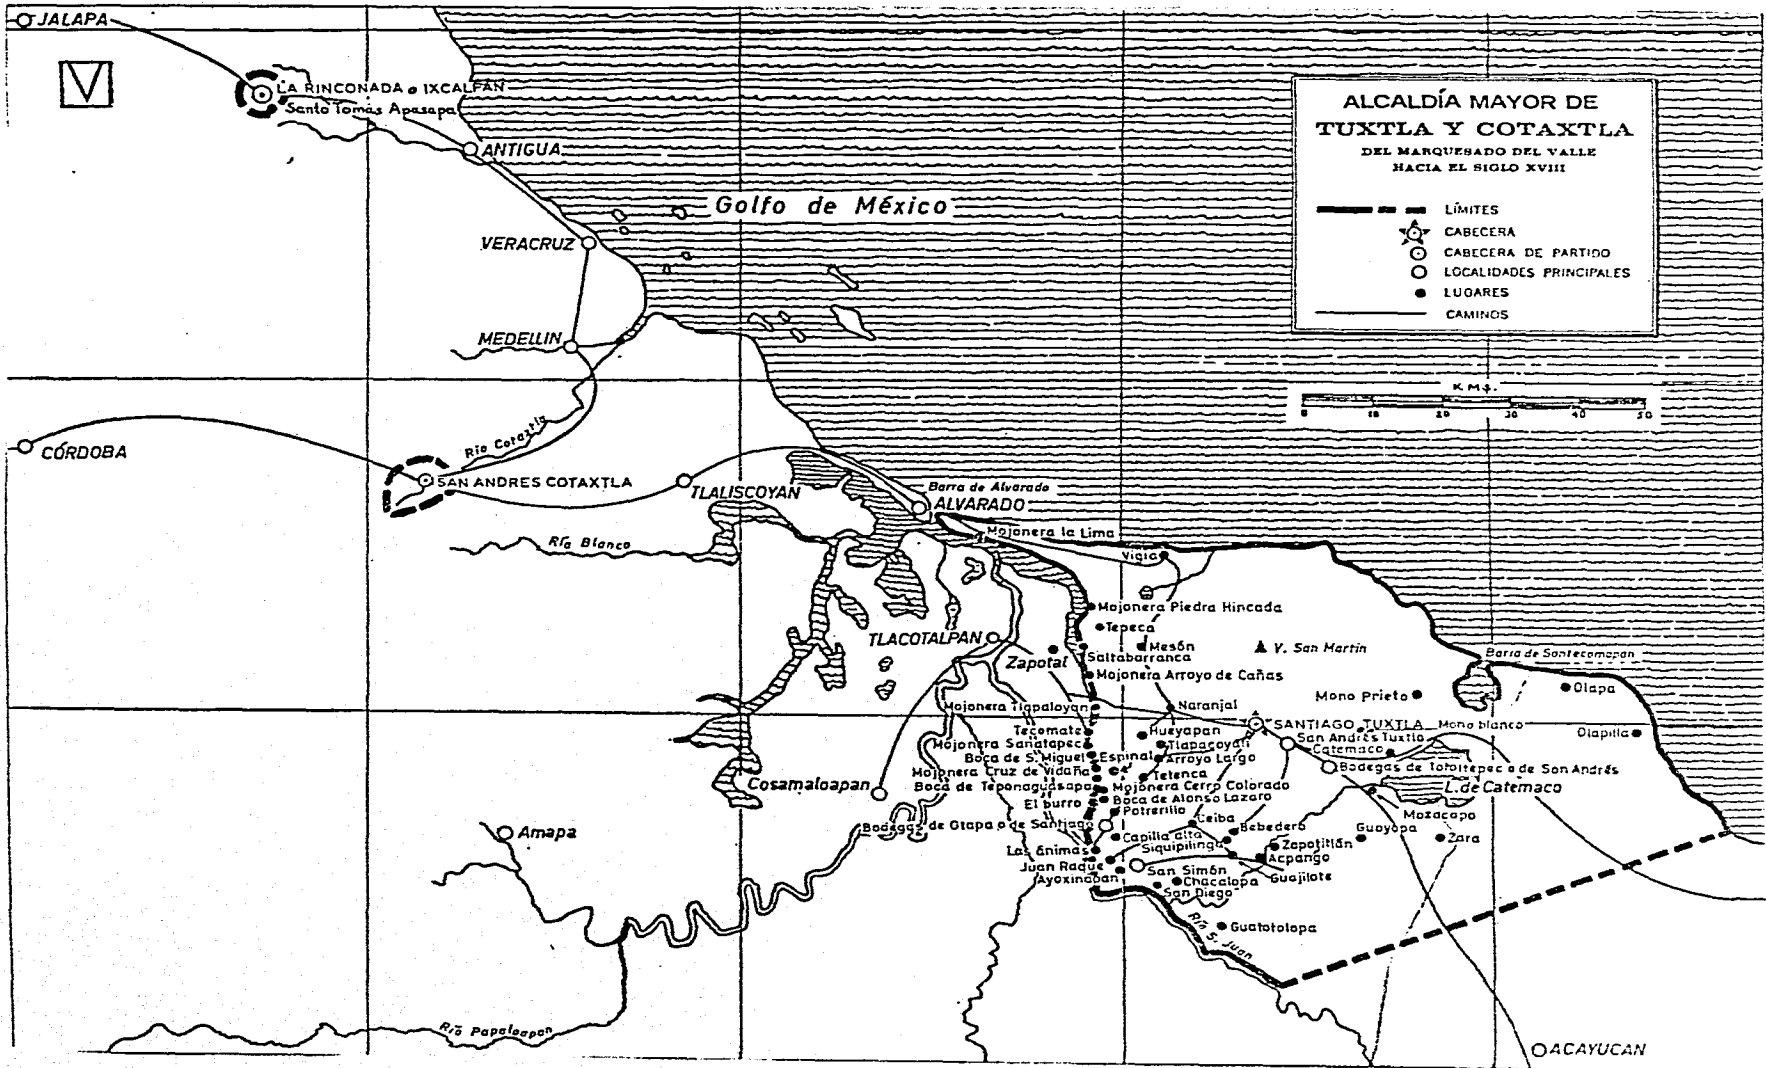 JALAPA
V
LA RINCONADA o IXCALPAN
Santo Tomás Apasapa
ANTIGUA
Golfo de México
VERACRUZ
MEDELLIN
ALCALDÍA MAYOR DE
TUXTLA Y COTAXTLA
DEL MARQUESADO DEL VALLE
HACIA EL SIGLO XVIII
LÍMITES
CABECERA
CABECERA DE PARTIDO
LOCALIDADES PRINCIPALES
LUGARES
CAMINOS
KMS.
0 10 20 30 40 50
CÓRDOBA
Río Cotaxtla
SAN ANDRES COTAXTLA
TLALISCOYAN
Barra de Alvarado
ALVARADO
Río Blanco
Mojonera la Lima
Vigía
Mojonera Piedra Hincada
Tepeca
TLACOTALPAN
Zapotal
Saltabarranca
Mesón
V. San Martín
Barra de Sontecomapan
Mojonera Arroyo de Cañas
Mono Prieto
Olapa
Mojonera Tlapaloyan
Naranjal
SANTIAGO TUXTLA
Mono blanco
Tecomate
Hueyapan
San Andrés Tuxtla
Olapilla
Mojonera Sanatapec
Tlapacoyan
Catemaco
Boca de S. Miguel
Espinal
Arroyo Largo
Bodegas de Totoltepec o de San Andrés
Mojonera Cruz de Vidaña
Tetenca
Boca de Teponaguasapa
Mojonera Cerro Colorado
L. de Catemaco
Cosamaloapan
El burro
Boca de Alonso Lazaro
Potrerillo
Mozacapo
Amapa
Bodegas de Otapa o de Santiago
Ceiba
Bebedero
Guayopa
Zara
Capilla alta
Siquipilinga
Zapotitlán
Las ánimas
Acpango
Juan Raque
San Simón
Guajilote
Ayoxinapan
Chacalapa
San Diego
Río S. Juan
Guatotolopa
Río Papaloapan
ACAYUCAN